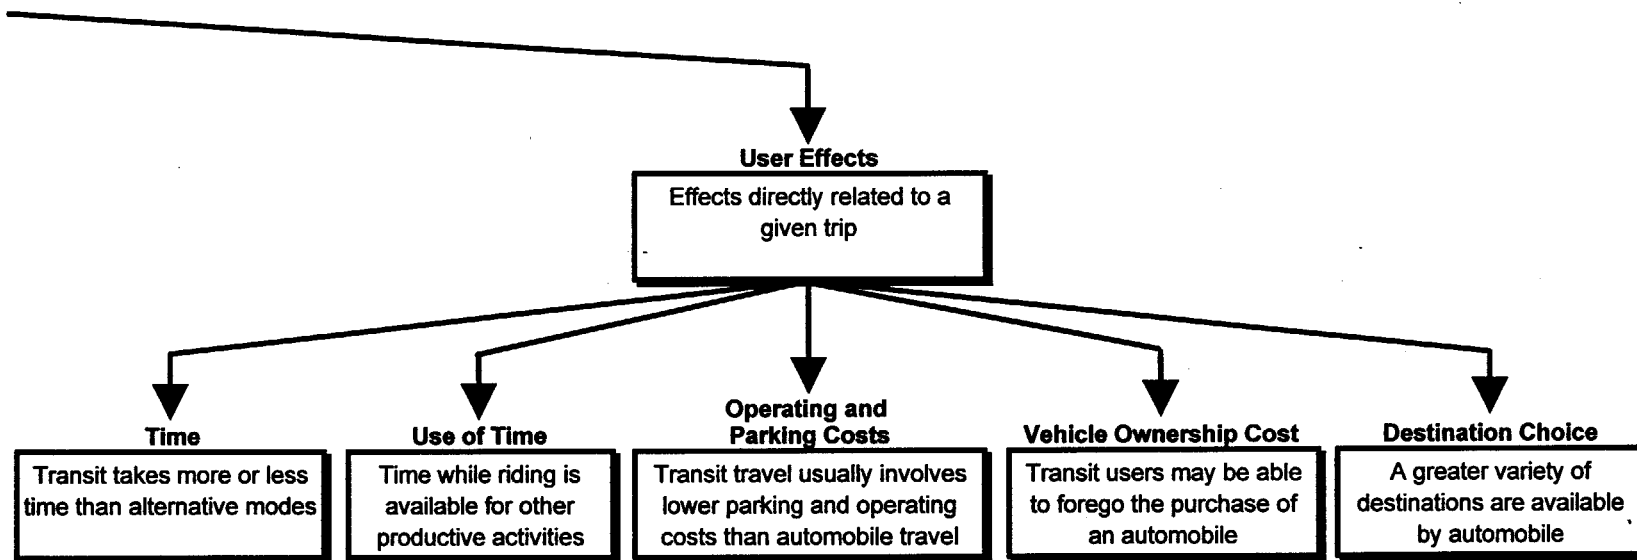 User Effects
Effects directly related to a
given trip
Time
Transit takes more or less
time than alternative modes
Use of Time
Time while riding is
available for other
productive activities
Operating and
Parking Costs
Transit travel usually involves
lower parking and operating
costs than automobile travel
Vehicle Ownership Cost
Transit users may be able
to forego the purchase of
an automobile
Destination Choice
A greater variety of
destinations are available
by automobile